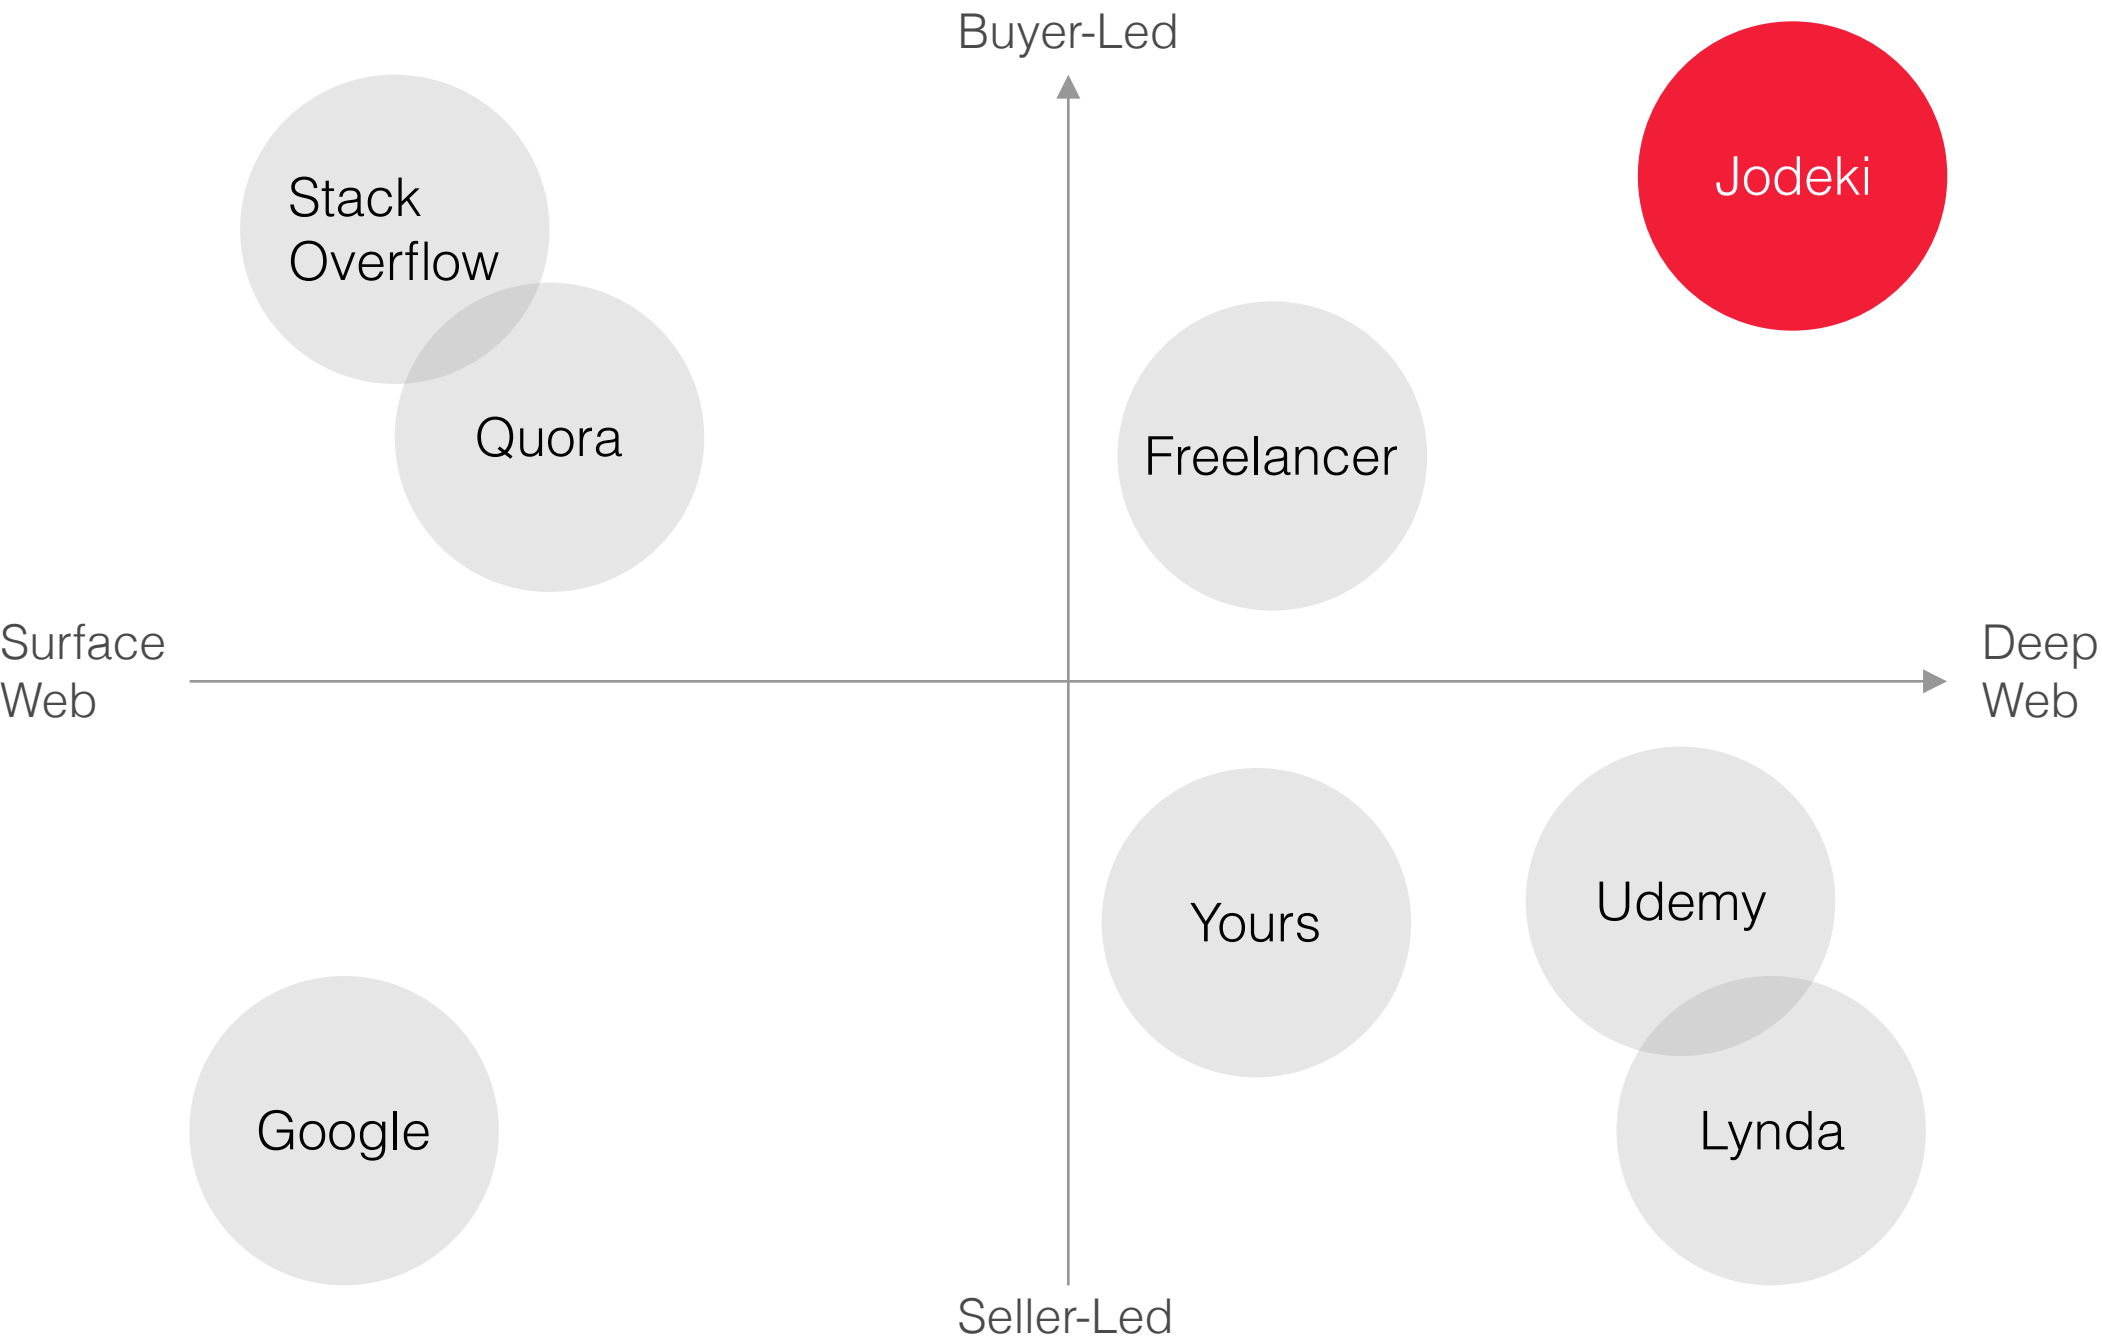 Buyer-Led
Jodeki
Stack
Overflow
Quora
Freelancer
Surface
Web
Deep
Web
Yours
Udemy
Google
Lynda
Seller-Led